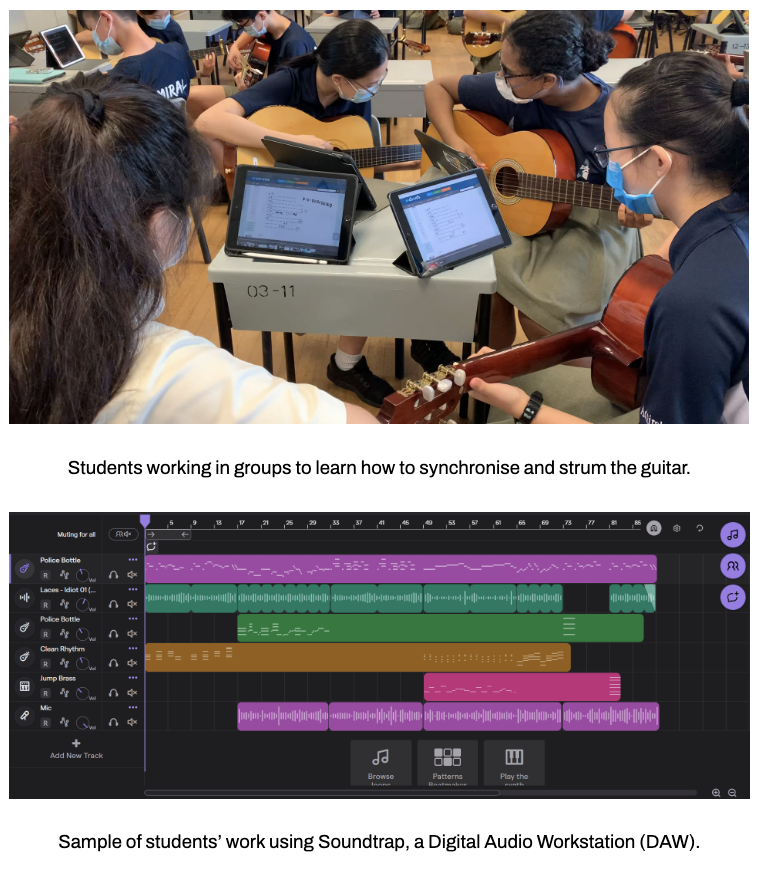 MIRAL
03-11
Students working in groups to learn how to synchronise and strum the guitar.
Muting for all
5 9 13 17 21 25 29 33 37 41 45 49 53 57 61 65 69 73 77 81 85
Police Bottle
R Vol
Laces - Idiot 01 (...
R Vol
Police Bottle
R Vol
Clean Rhythm
R Vol
Jump Brass
R Vol
Mic
R Vol
Add New Track
Browse
Loops
Patterns
Beatmaker
Play the
synth
Sample of students’ work using Soundtrap, a Digital Audio Workstation (DAW).